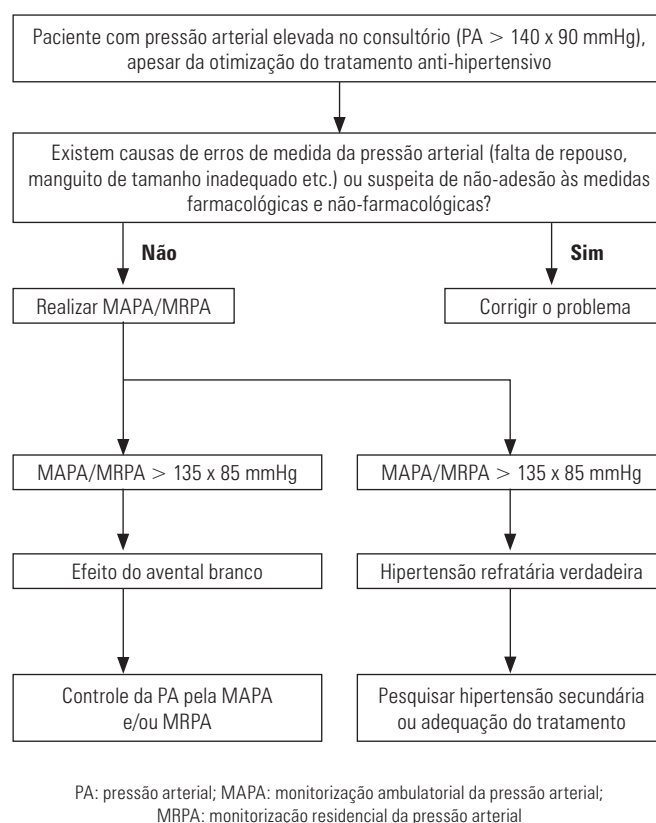 Paciente com pressão arterial elevada no consultório (PA > 140 x 90 mmHg),
apesar da otimização do tratamento anti-hipertensivo
Existem causas de erros de medida da pressão arterial (falta de repouso,
manguito de tamanho inadequado etc.) ou suspeita de não-adesão às medidas
farmacológicas e não-farmacológicas?
Não
Sim
Realizar MAPA/MRPA
Corrigir o problema
MAPA/MRPA > 135 x 85 mmHg
MAPA/MRPA > 135 x 85 mmHg
Efeito do avental branco
Hipertensão refratária verdadeira
Controle da PA pela MAPA
e/ou MRPA
Pesquisar hipertensão secundária
ou adequação do tratamento
PA: pressão arterial; MAPA: monitorização ambulatorial da pressão arterial;
MRPA: monitorização residencial da pressão arterial